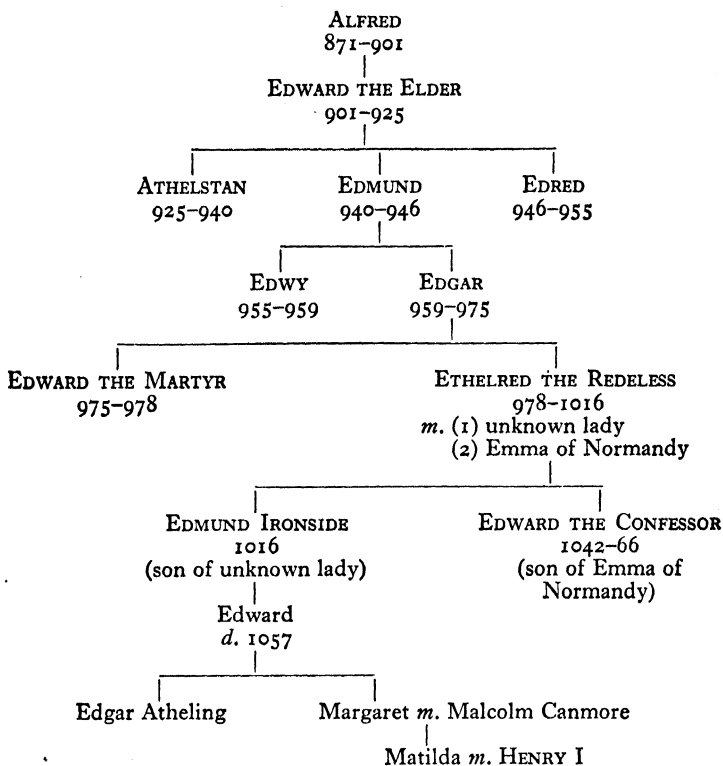 ALFRED
871–901
EDWARD THE ELDER
901–925
ATHELSTAN EDMUND EDRED
925–940 940–946 946–955
EDWY EDGAR
955–959 959–975
EDWARD THE MARTYR ETHELRED THE REDELESS
975–978 978–1016
m. (1) unknown lady
(2) Emma of Normandy
EDMUND IRONSIDE EDWARD THE CONFESSOR
1016 1042–66
(son of unknown lady) (son of Emma of
Normandy)
Edward
d. 1057
Edgar Atheling Margaret m. Malcolm Canmore
Matilda m. HENRY I